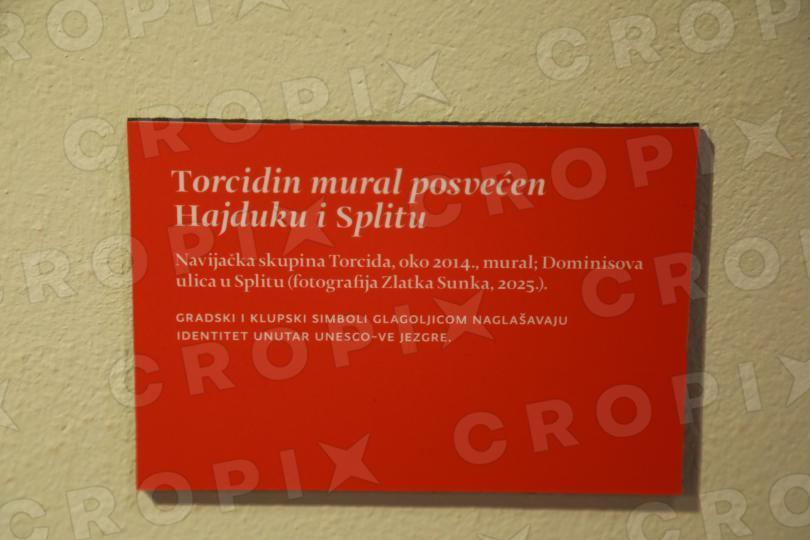 Torcidin mural posvećen
Hajduku i Splitu
Navijačka skupina Torcida, oko 2014., mural; Dominisova
ulica u Splitu (fotografija Zlatka Sunka, 2025.).
GRADSKI I KLUPSKI SIMBOLI GLAGOLJICOM NAGLAŠAVAJU
IDENTITET UNUTAR UNESCO-VE JEZGRE.
CROPIX